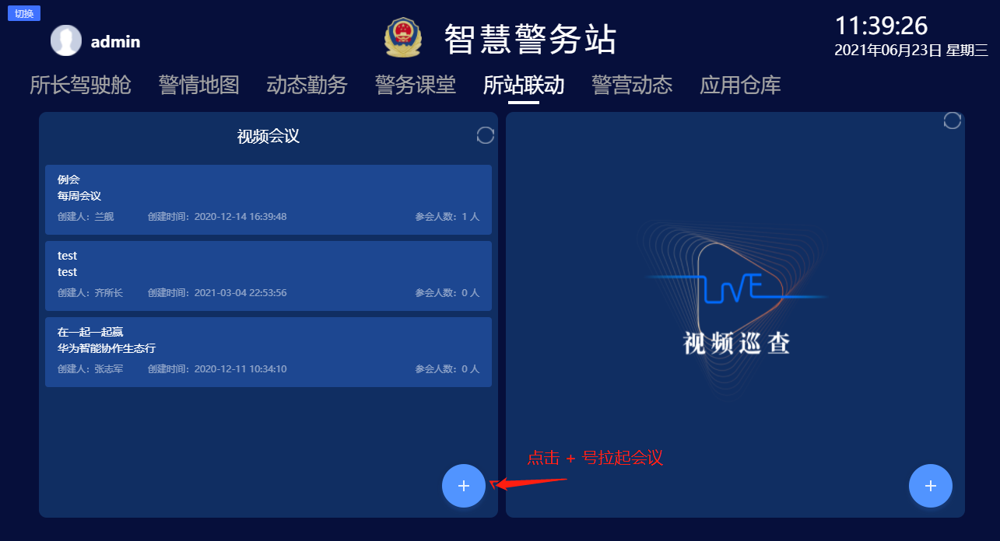 切换
admin
智慧警务站
11:39:26
2021年06月23日 星期三
所长驾驶舱 警情地图 动态勤务 警务课堂 所站联动 警营动态 应用仓库
视频会议
例会
每周会议
创建人：兰舰 创建时间：2020-12-14 16:39:48 参会人数：1 人
test
test
创建人：齐所长 创建时间：2021-03-04 22:53:56 参会人数：0 人
在一起一起赢
华为智能协作生态行
创建人：张志军 创建时间：2020-12-11 10:34:10 参会人数：0 人
LIVE
视频巡查
点击 + 号拉起会议
+
+